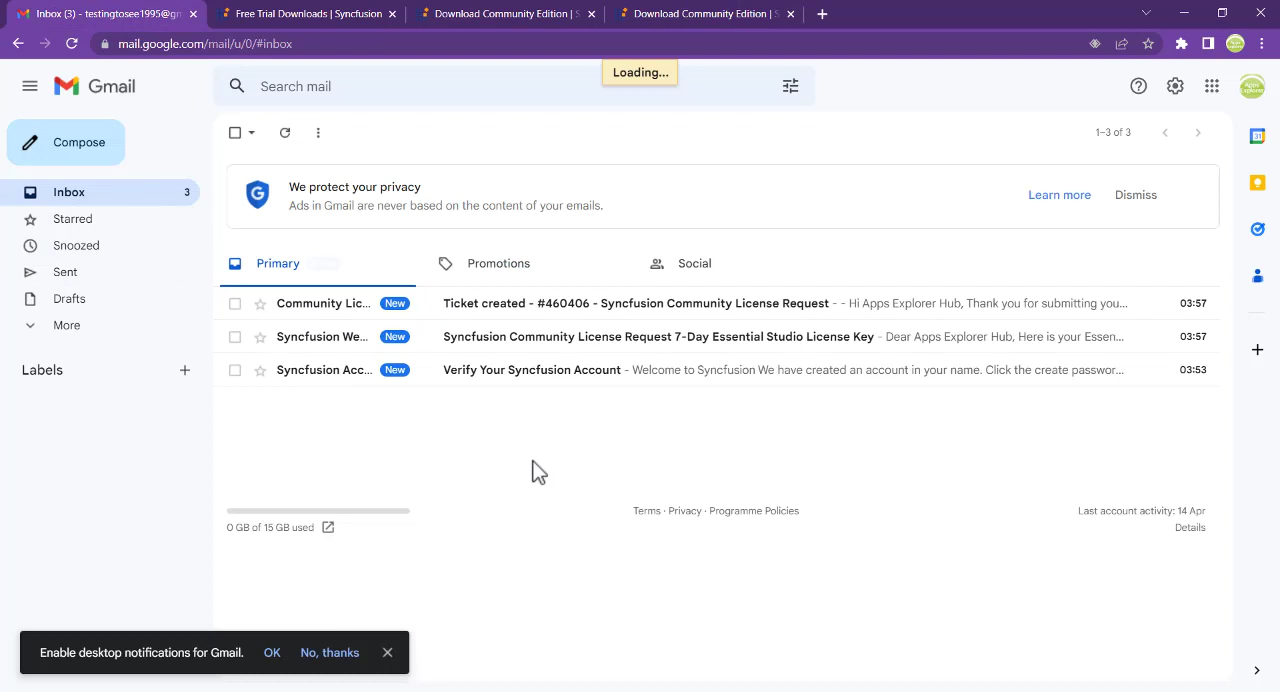 Inbox (3) - testingtosee1995@gm
Free Trial Downloads | Syncfusion
Download Community Edition | S
Download Community Edition | S
mail.google.com/mail/u/0/#inbox
Loading...
Gmail
Search mail
Compose
1–3 of 3
We protect your privacy
Ads in Gmail are never based on the content of your emails.
Learn more
Dismiss
Inbox 3
Starred
Snoozed
Sent
Drafts
More
Labels
Primary
Promotions
Social
Community Lic... New Ticket created - #460406 - Syncfusion Community License Request - - Hi Apps Explorer Hub, Thank you for submitting you... 03:57
Syncfusion We... New Syncfusion Community License Request 7-Day Essential Studio License Key - Dear Apps Explorer Hub, Here is your Essen... 03:57
Syncfusion Acc... New Verify Your Syncfusion Account - Welcome to Syncfusion We have created an account in your name. Click the create passwor... 03:53
0 GB of 15 GB used
Terms · Privacy · Programme Policies
Last account activity: 14 Apr
Details
Enable desktop notifications for Gmail. OK No, thanks